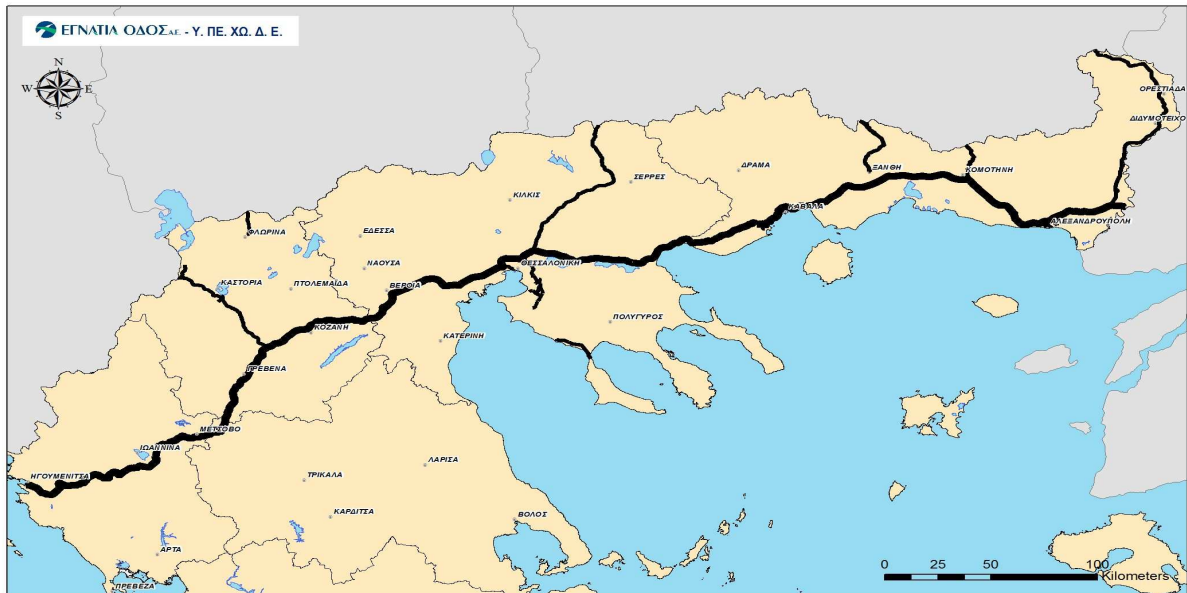 ΕΓΝΑΤΙΑ ΟΔΟΣ Α.Ε. - Υ. ΠΕ. ΧΩ. Δ. Ε.
N
W E
S
ΟΡΕΣΤΙΑΔΑ
ΔΙΔΥΜΟΤΕΙΧΟ
ΔΡΑΜΑ
ΞΑΝΘΗ
ΚΟΜΟΤΗΝΗ
ΣΕΡΡΕΣ
ΚΙΛΚΙΣ
ΚΑΒΑΛΑ
ΑΛΕΞΑΝΔΡΟΥΠΟΛΗ
ΦΛΩΡΙΝΑ
ΕΔΕΣΣΑ
ΝΑΟΥΣΑ
ΘΕΣΣΑΛΟΝΙΚΗ
ΚΑΣΤΟΡΙΑ
ΠΤΟΛΕΜΑΪΔΑ
ΒΕΡΟΙΑ
ΠΟΛΥΓΥΡΟΣ
ΚΟΖΑΝΗ
ΚΑΤΕΡΙΝΗ
ΓΡΕΒΕΝΑ
ΜΕΤΣΟΒΟ
ΙΩΑΝΝΙΝΑ
ΗΓΟΥΜΕΝΙΤΣΑ
ΛΑΡΙΣΑ
ΤΡΙΚΑΛΑ
ΚΑΡΔΙΤΣΑ
ΒΟΛΟΣ
ΑΡΤΑ
ΠΡΕΒΕΖΑ
0 25 50 100
Kilometers